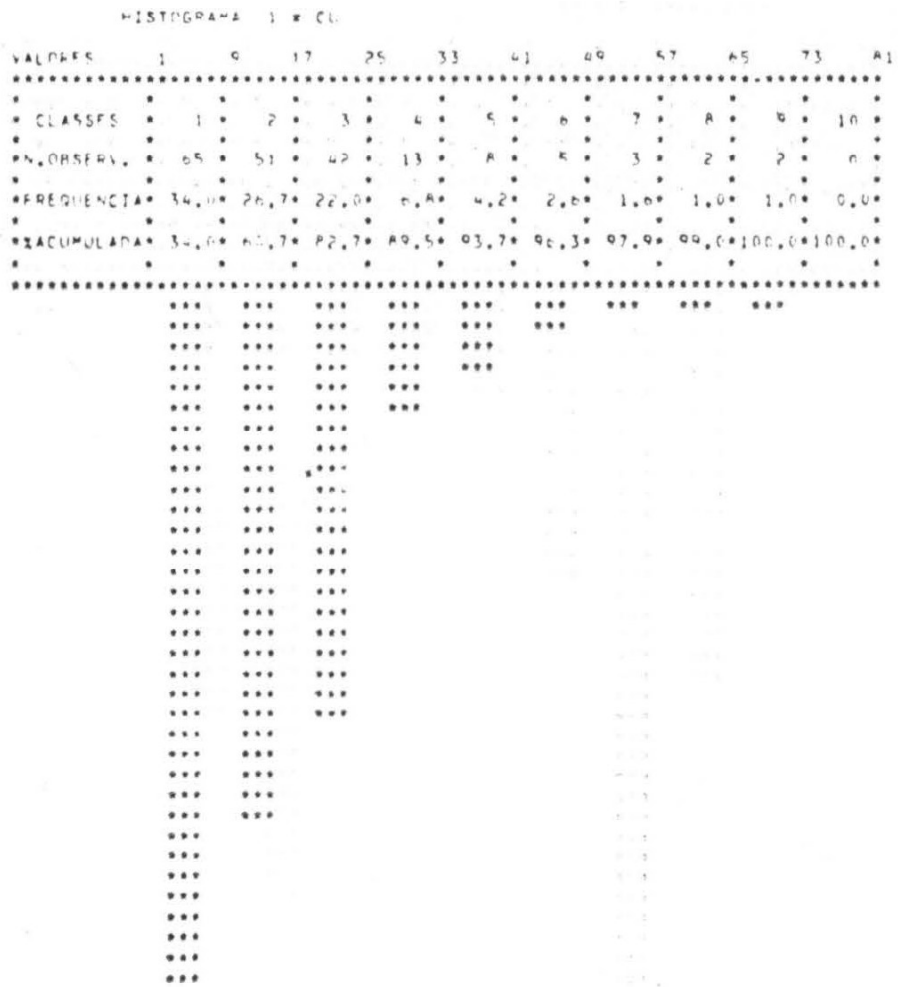 HISTOGRAMA 1 * CU
VALORES 1 9 17 25 33 41 49 57 65 73 81
* CLASSES * 1 * 2 * 3 * 4 * 5 * 6 * 7 * 8 * 9 * 10 *
*N.OBSERV. * 65 * 51 * 42 * 13 * 8 * 5 * 3 * 2 * 2 * 0 *
*FREQUENCIA* 34,0* 26,7* 22,0* 6,8* 4,2* 2,6* 1,6* 1,0* 1,0* 0,0*
*%ACUMULADA* 34,0* 60,7* 82,7* 89,5* 93,7* 96,3* 97,9* 99,0*100,0*100,0*